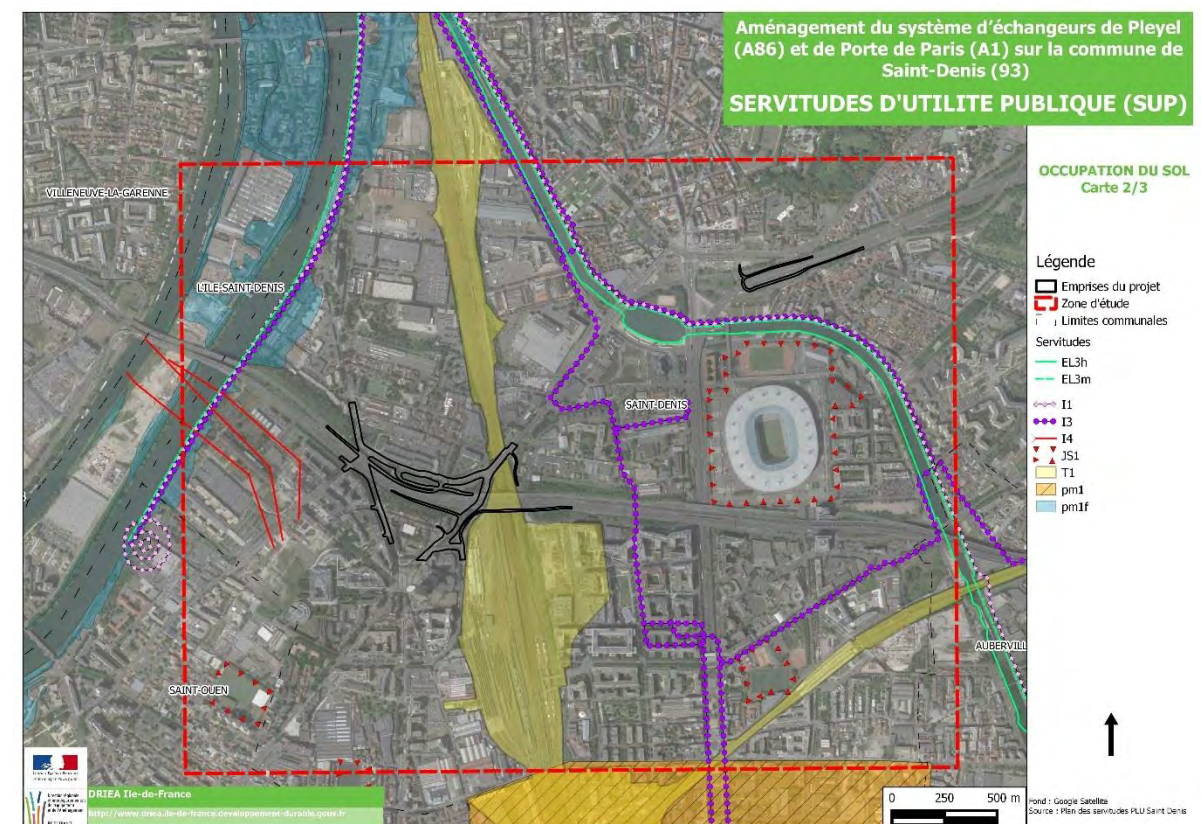 Aménagement du système d'échangeurs de Pleyel
(A86) et de Porte de Paris (A1) sur la commune de
Saint-Denis (93)
SERVITUDES D'UTILITE PUBLIQUE (SUP)
OCCUPATION DU SOL
Carte 2/3
VILLENEUVE-LA-GARENNE
L'ILE-SAINT-DENIS
SAINT-DENIS
SAINT-OUEN
AUBERVILL
Légende
Emprises du projet
Zone d'étude
Limites communales
Servitudes
EL3h
EL3m
I1
I3
I4
JS1
T1
pm1
pm1f
DRIEA Ile-de-France
http://www.driea.ile-de-france.developpement-durable.gouv.fr
0 250 500 m
Fond : Google Satellite
Source : Plan des servitudes PLU Saint Denis